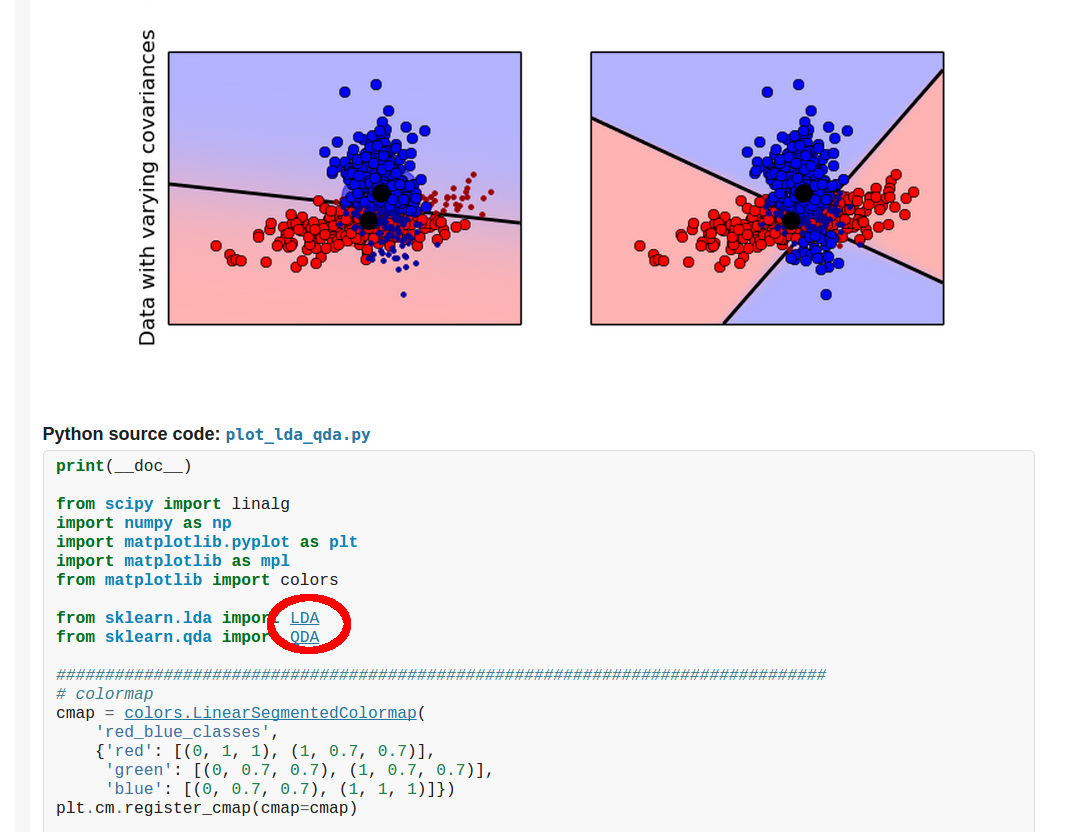 Data with varying covariances
Python source code: plot_lda_qda.py
print(__doc__)
from scipy import linalg
import numpy as np
import matplotlib.pyplot as plt
import matplotlib as mpl
from matplotlib import colors
from sklearn.lda import LDA
from sklearn.qda import QDA
###############################################################################
# colormap
cmap = colors.LinearSegmentedColormap(
    'red_blue_classes',
    {'red': [(0, 1, 1), (1, 0.7, 0.7)],
     'green': [(0, 0.7, 0.7), (1, 0.7, 0.7)],
     'blue': [(0, 0.7, 0.7), (1, 1, 1)]})
plt.cm.register_cmap(cmap=cmap)